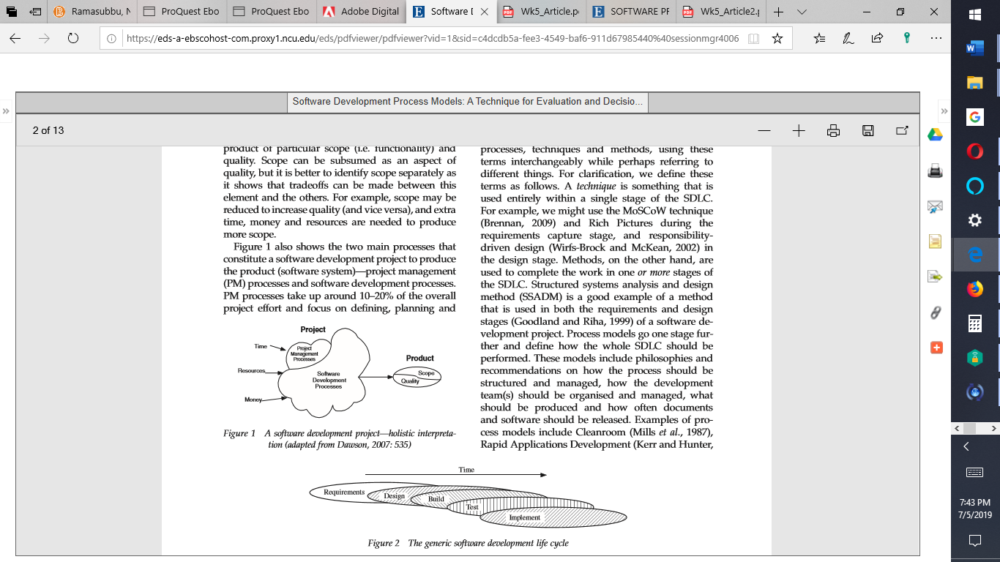 Ramasubbu, N
ProQuest Ebo
ProQuest Ebo
Adobe Digital
Software D
Wk5_Article.p
SOFTWARE PR
Wk5_Article2.p
https://eds-a-ebscohost-com.proxy1.ncu.edu/eds/pdfviewer/pdfviewer?vid=1&sid=c4dcdb5a-fee3-4549-baf6-911d67985440%40sessionmgr4006
Software Development Process Models: A Technique for Evaluation and Decisio...
2 of 13
product of particular scope (i.e. functionality) and
quality. Scope can be subsumed as an aspect of
quality, but it is better to identify scope separately as
it shows that tradeoffs can be made between this
element and the others. For example, scope may be
reduced to increase quality (and vice versa), and extra
time, money and resources are needed to produce
more scope.
Figure 1 also shows the two main processes that
constitute a software development project to produce
the product (software system)—project management
(PM) processes and software development processes.
PM processes take up around 10–20% of the overall
project effort and focus on defining, planning and
Project
Time
Project
Management
Processes
Resources
Software
Development
Processes
Money
Product
Scope
Quality
Figure 1 A software development project—holistic interpreta-
tion (adapted from Dawson, 2007: 535)
processes, techniques and methods, using these
terms interchangeably while perhaps referring to
different things. For clarification, we define these
terms as follows. A technique is something that is
used entirely within a single stage of the SDLC.
For example, we might use the MoSCoW technique
(Brennan, 2009) and Rich Pictures during the
requirements capture stage, and responsibility-
driven design (Wirfs-Brock and McKean, 2002) in
the design stage. Methods, on the other hand, are
used to complete the work in one or more stages of
the SDLC. Structured systems analysis and design
method (SSADM) is a good example of a method
that is used in both the requirements and design
stages (Goodland and Riha, 1999) of a software de-
velopment project. Process models go one stage fur-
ther and define how the whole SDLC should be
performed. These models include philosophies and
recommendations on how the process should be
structured and managed, how the development
team(s) should be organised and managed, what
should be produced and how often documents
and software should be released. Examples of pro-
cess models include Cleanroom (Mills et al., 1987),
Rapid Applications Development (Kerr and Hunter,
Time
Requirements
Design
Build
Test
Implement
Figure 2 The generic software development life cycle
7:43 PM
7/5/2019